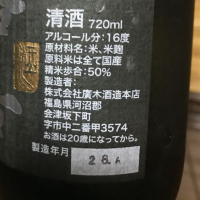 清酒 720ml
アルコール分:16度
原材料名:米、米麹
原料米は全て国産
精米歩合:50%
製造者:
株式会社廣木酒造本店
福島県河沼郡
会津坂下町
字市中二番甲3574
お酒は20歳になってから。
製造年月 28.